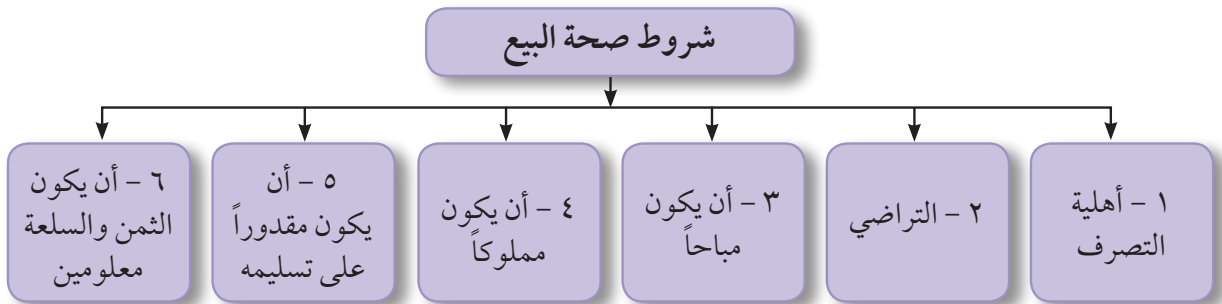 شروط صحة البيع
١ – أهلية
التصرف
٢ – التراضي
٣ – أن يكون
مباحاً
٤ – أن يكون
مملوكاً
٥ – أن
يكون مقدوراً
على تسليمه
٦ – أن يكون
الثمن والسلعة
معلومين